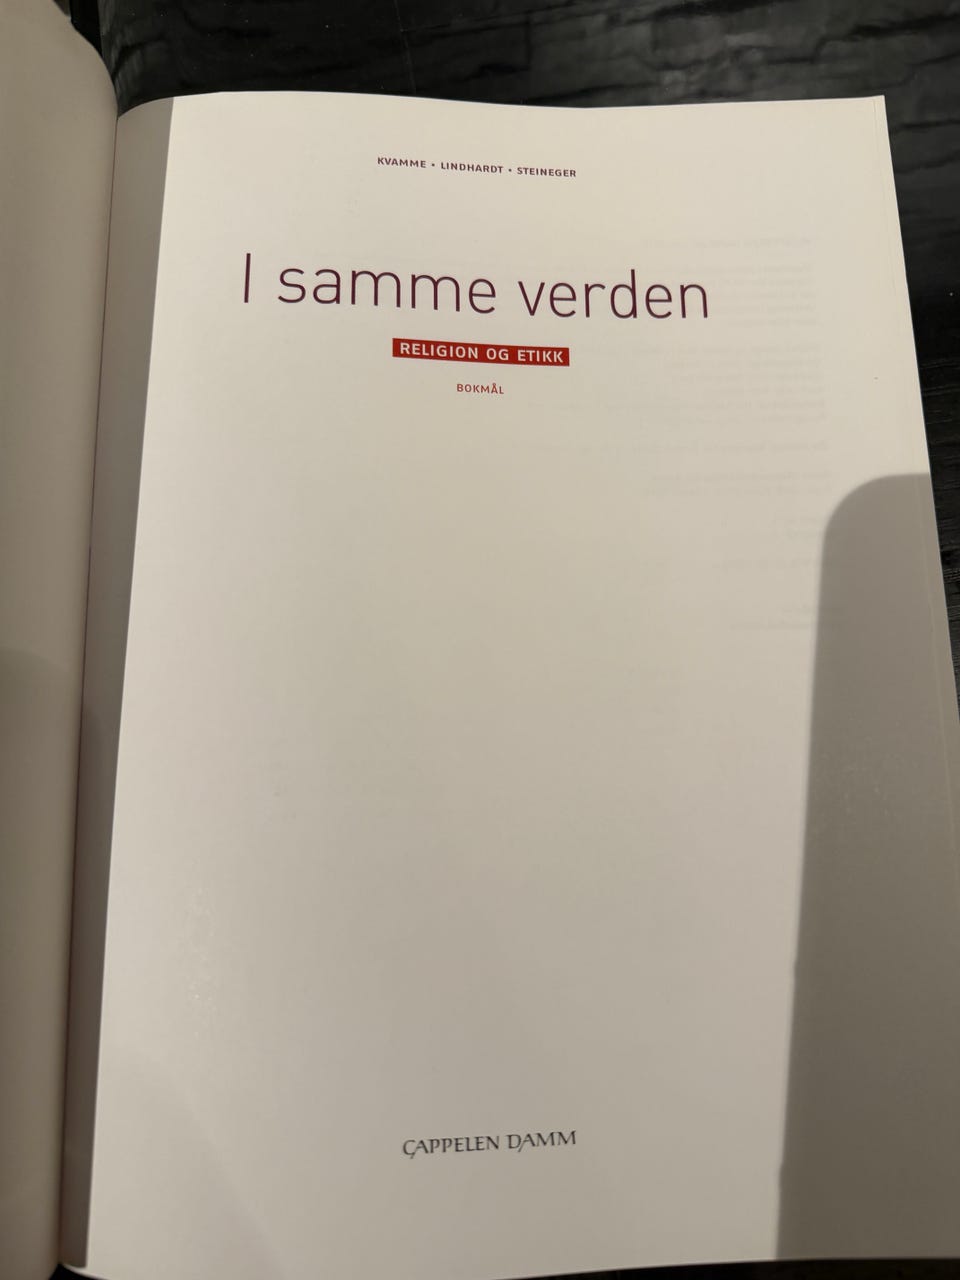 KVAMME • LINDHARDT • STEINEGER
I samme verden
RELIGION OG ETIKK
BOKMÅL
CAPPELEN DAMM